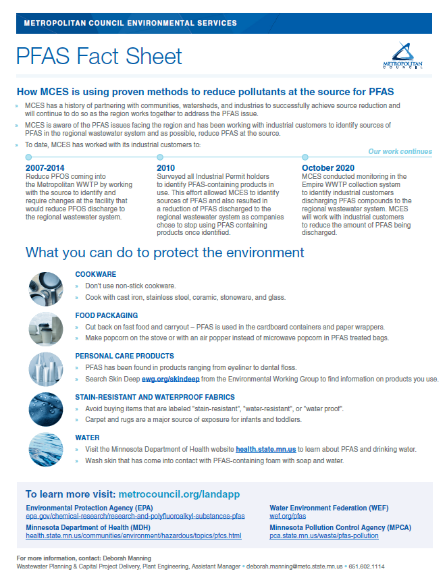 METROPOLITAN COUNCIL ENVIRONMENTAL SERVICES
PFAS Fact Sheet
METROPOLITAN
COUNCIL
How MCES is using proven methods to reduce pollutants at the source for PFAS
MCES has a history of partnering with communities, watersheds, and industries to successfully achieve source reduction and
will continue to do so as the region works together to address the PFAS issue.
MCES is aware of the PFAS issues facing the region and has been working with industrial customers to identify sources of
PFAS in the regional wastewater system and as possible, reduce PFAS at the source.
To date, MCES has worked with its industrial customers to:
Our work continues
2007-2014
Reduce PFOS coming into
the Metropolitan WWTP by working
with the source to identify and
require changes at the facility that
would reduce PFOS discharge to
the regional wastewater system.
2010
Surveyed all Industrial Permit holders
to identify PFAS-containing products in
use. This effort allowed MCES to identify
sources of PFAS and also resulted in
a reduction of PFAS discharged to the
regional wastewater system as companies
chose to stop using PFAS containing
products once identified.
October 2020
MCES conducted monitoring in the
Empire WWTP collection system
to identify industrial customers
discharging PFAS compounds to the
regional wastewater system. MCES
will work with industrial customers
to reduce the amount of PFAS being
discharged.
What you can do to protect the environment
COOKWARE
Don't use non-stick cookware.
Cook with cast iron, stainless steel, ceramic, stoneware, and glass.
FOOD PACKAGING
Cut back on fast food and carryout – PFAS is used in the cardboard containers and paper wrappers.
Make popcorn on the stove or with an air popper instead of microwave popcorn in PFAS treated bags.
PERSONAL CARE PRODUCTS
PFAS has been found in products ranging from eyeliner to dental floss.
Search Skin Deep ewg.org/skindeep from the Environmental Working Group to find information on products you use.
STAIN-RESISTANT AND WATERPROOF FABRICS
Avoid buying items that are labeled "stain-resistant", "water-resistant", or "water proof".
Carpet and rugs are a major source of exposure for infants and toddlers.
WATER
Visit the Minnesota Department of Health website health.state.mn.us to learn about PFAS and drinking water.
Wash skin that has come into contact with PFAS-containing foam with soap and water.
To learn more visit: metrocouncil.org/landapp
Environmental Protection Agency (EPA)
epa.gov/chemical-research/research-and-polyfluoroalkyl-substances-pfas
Minnesota Department of Health (MDH)
health.state.mn.us/communities/environment/hazardous/topics/pfcs.html
Water Environment Federation (WEF)
wef.org/pfas
Minnesota Pollution Control Agency (MPCA)
pca.state.mn.us/waste/pfas-pollution
For more information, contact: Deborah Manning
Wastewater Planning & Capital Project Delivery, Plant Engineering, Assistant Manager • deborah.manning@metc.state.mn.us • 651.602.1114